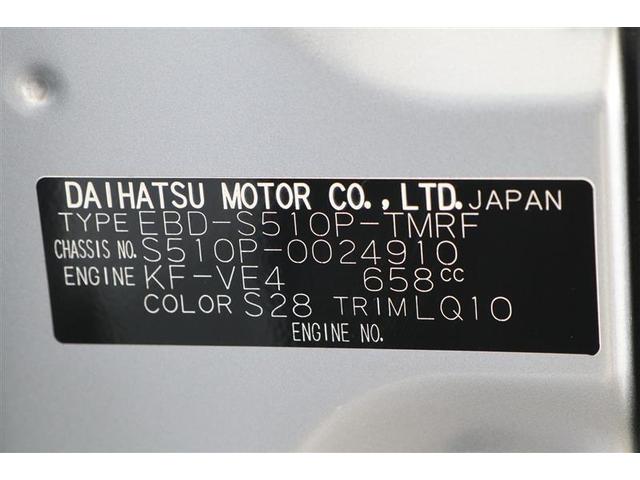 DAIHATSU MOTOR CO.,LTD. JAPAN
TYPE EBD-S510P-TMRF
CHASSIS NO. S510P-0024910
ENGINE KF-VE4 658cc
COLOR S28 TRIM LQ10
ENGINE NO.